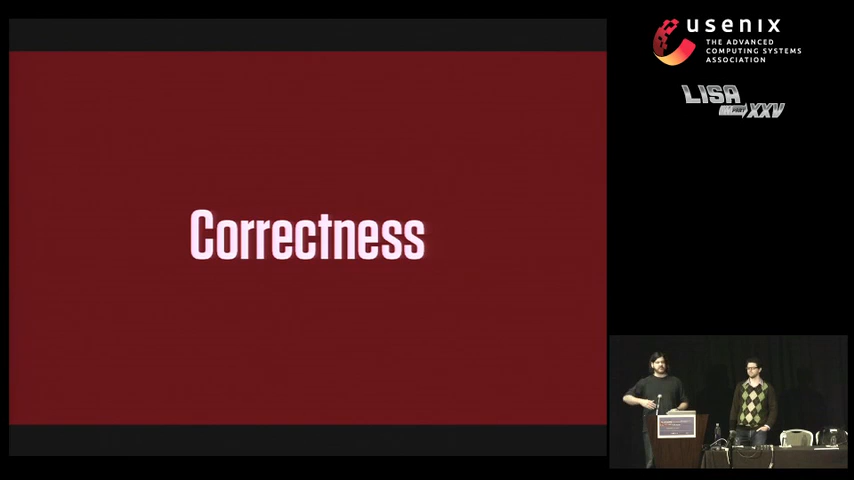 Correctness
usenix
THE ADVANCED
COMPUTING SYSTEMS
ASSOCIATION
LISA
XXV